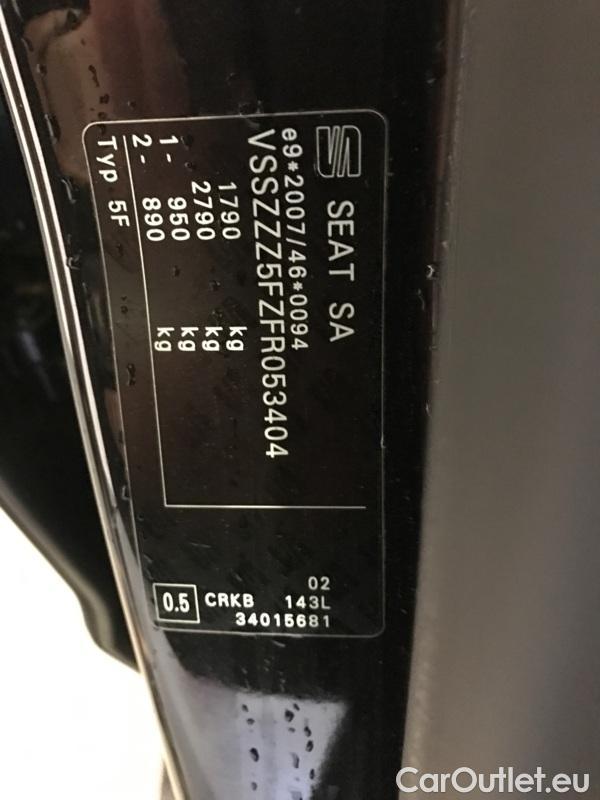 SEAT SA
e9*2007/46*0094
VSSZZZ5FZFR053404
1790 kg
2790 kg
1- 950 kg
2- 890 kg
Typ 5F
02
0.5 CRKB 143L
34015681
CarOutlet.eu